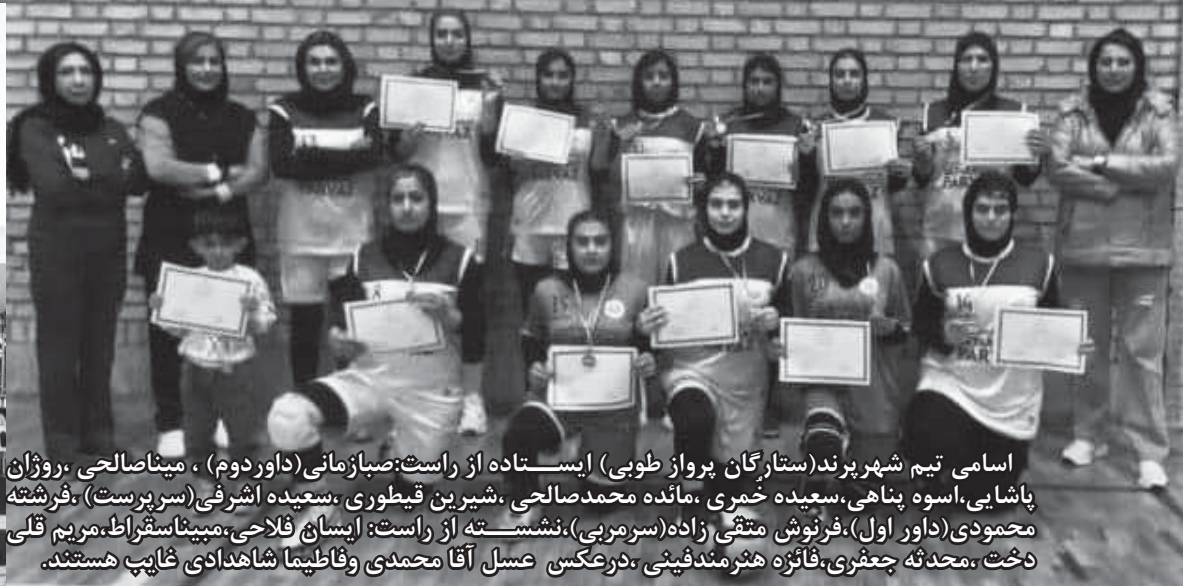 اسامی تیم شهرپرند(ستارگان پرواز طوبی) ایستاده از راست:صبازمانی(داوردوم) ، میناصالحی ،روژان
پاشایی،اسوه پناهی،سعیده خُمری ،مائده محمدصالحی ،شیرین قیطوری ،سعیده اشرفی(سرپرست) ،فرشته
محمودی(داور اول)،فرنوش متقی زاده(سرمربی)،نشسته از راست: ایسان فلاحی،مبیناسقراط،مریم قلی
دخت ،محدثه جعفری،فائزه هنرمندفینی ،درعکس عسل آقا محمدی وفاطیما شاهدادی غایب هستند.